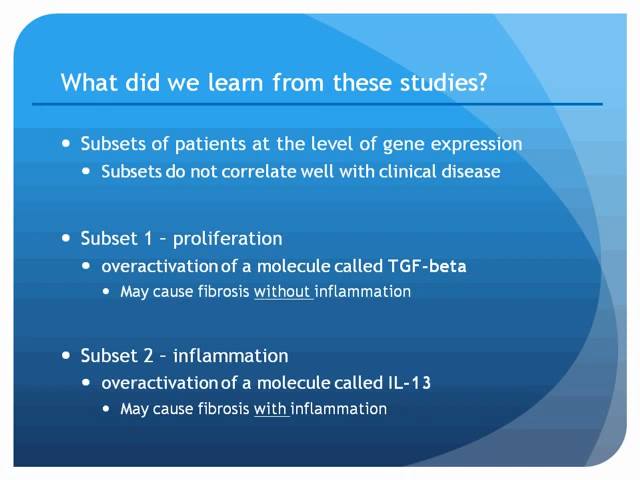 What did we learn from these studies?
• Subsets of patients at the level of gene expression
• Subsets do not correlate well with clinical disease
• Subset 1 – proliferation
• overactivation of a molecule called TGF-beta
• May cause fibrosis without inflammation
• Subset 2 – inflammation
• overactivation of a molecule called IL-13
• May cause fibrosis with inflammation